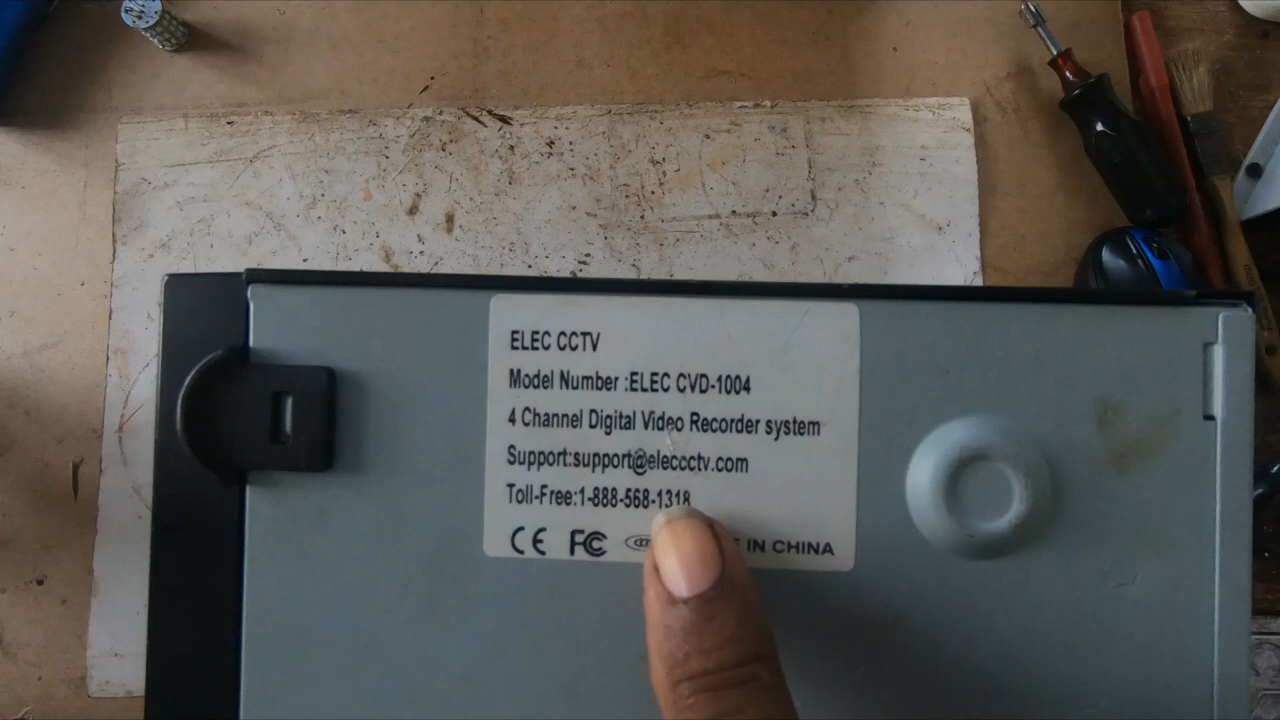 ELEC CCTV
Model Number :ELEC CVD-1004
4 Channel Digital Video Recorder system
Support:support@eleccctv.com
Toll-Free:1-888-568-1318
CE FC IN CHINA